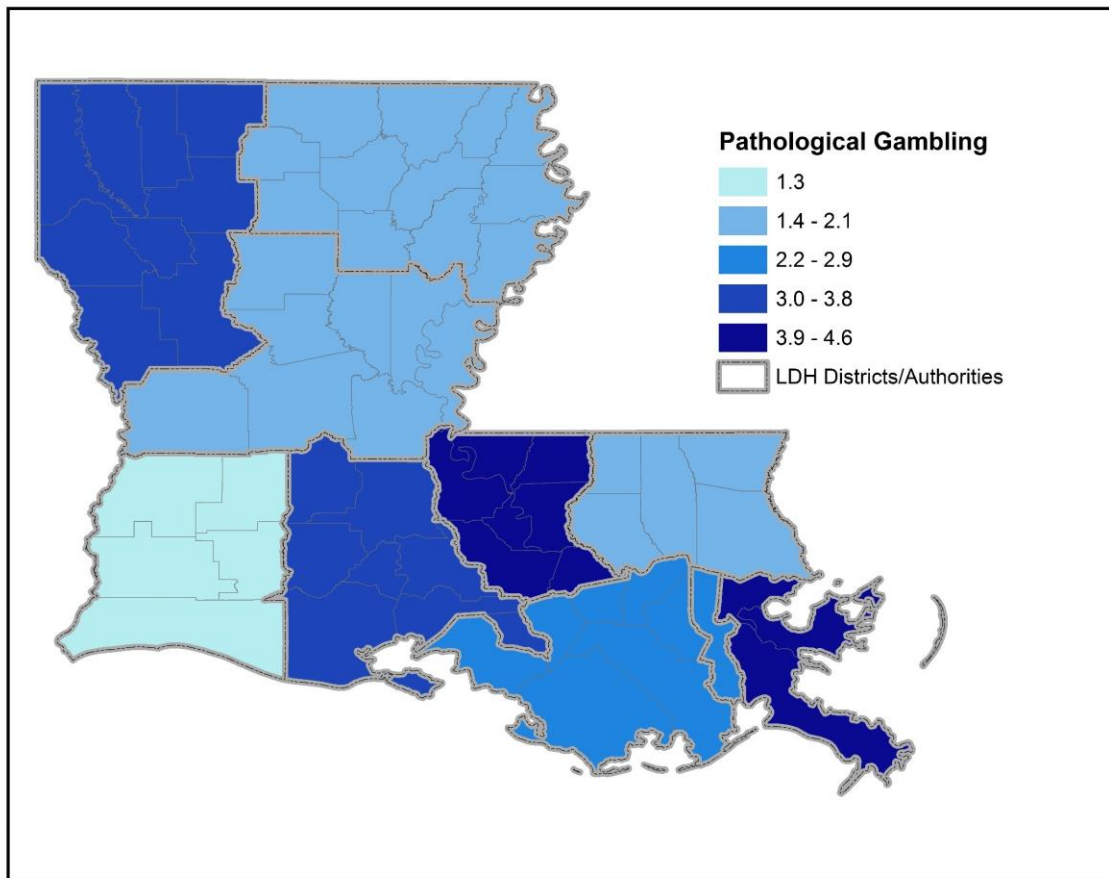 Pathological Gambling
1.3
1.4 - 2.1
2.2 - 2.9
3.0 - 3.8
3.9 - 4.6
LDH Districts/Authorities